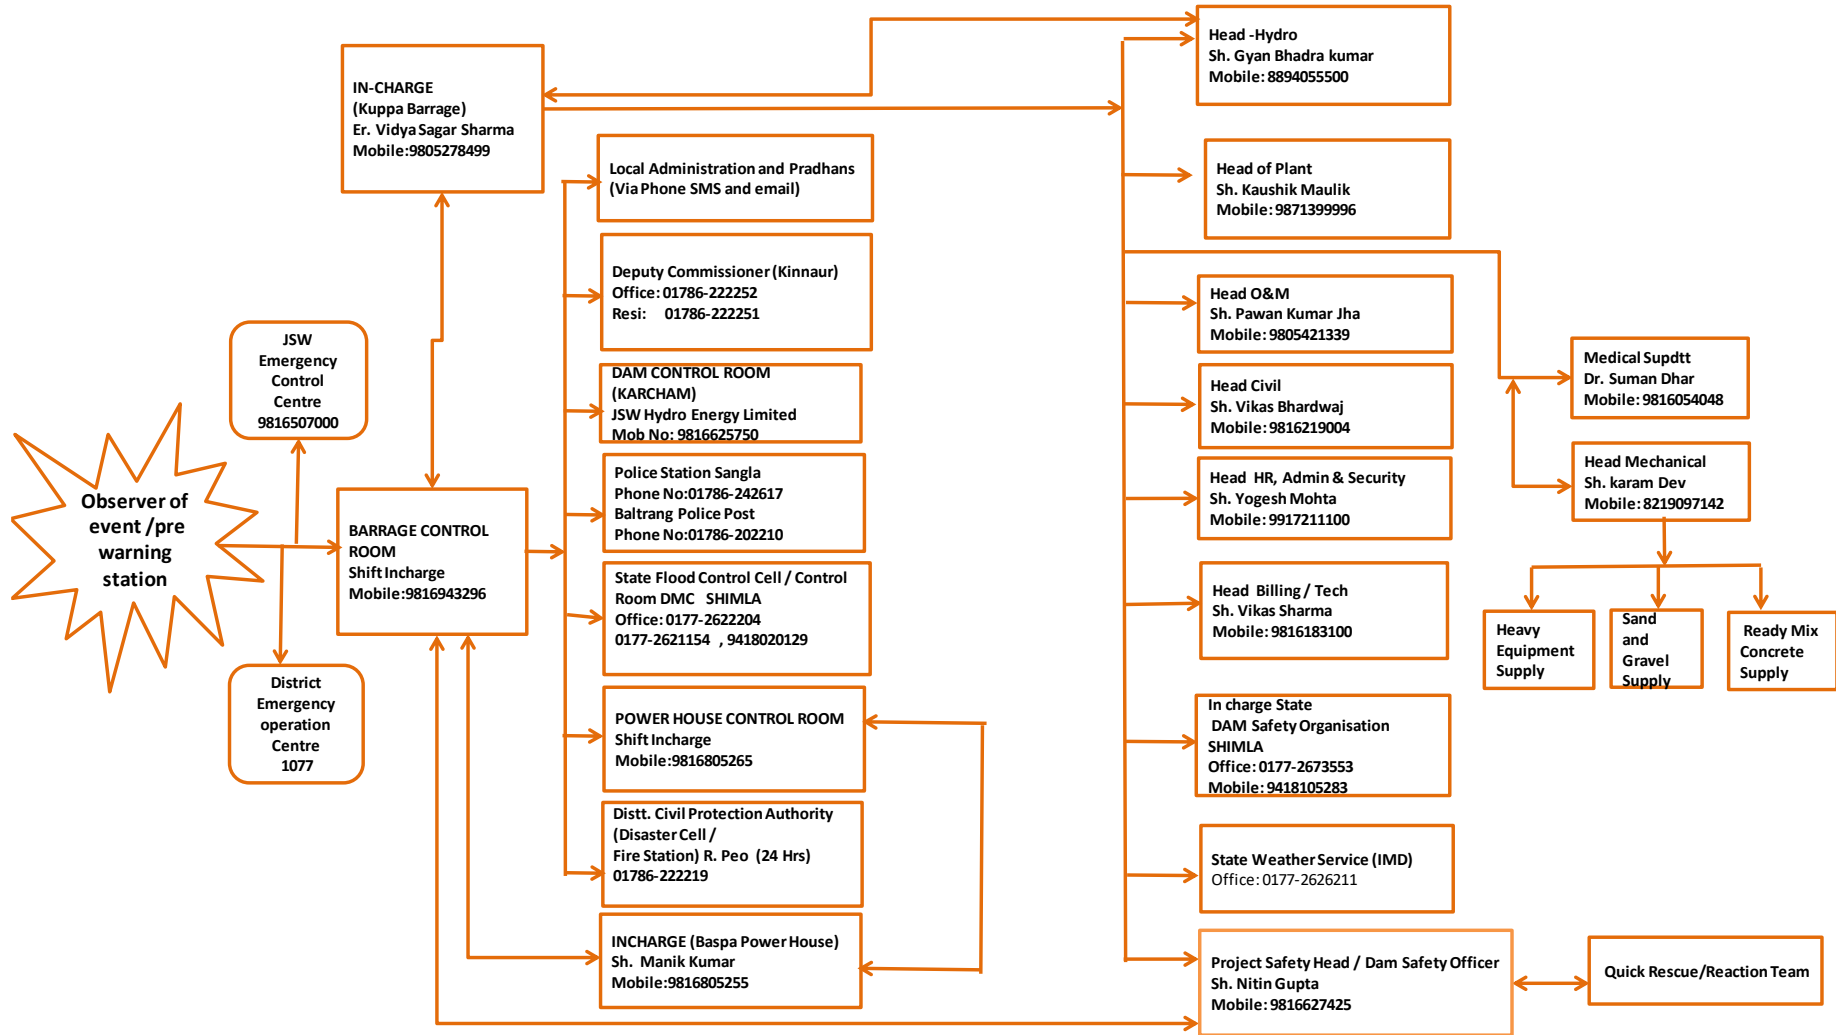 Observer of
event /pre
warning
station
JSW
Emergency
Control
Centre
9816507000
District
Emergency
operation
Centre
1077
IN-CHARGE
(Kuppa Barrage)
Er. Vidya Sagar Sharma
Mobile:9805278499
BARRAGE CONTROL
ROOM
Shift Incharge
Mobile:9816943296
Local Administration and Pradhans
(Via Phone SMS and email)
Deputy Commissioner (Kinnaur)
Office: 01786-222252
Resi: 01786-222251
DAM CONTROL ROOM
(KARCHAM)
JSW Hydro Energy Limited
Mob No: 9816625750
Police Station Sangla
Phone No:01786-242617
Baltrang Police Post
Phone No:01786-202210
State Flood Control Cell / Control
Room DMC SHIMLA
Office: 0177-2622204
0177-2621154 , 9418020129
POWER HOUSE CONTROL ROOM
Shift Incharge
Mobile:9816805265
Distt. Civil Protection Authority
(Disaster Cell /
Fire Station) R. Peo (24 Hrs)
01786-222219
INCHARGE (Baspa Power House)
Sh. Manik Kumar
Mobile:9816805255
Head -Hydro
Sh. Gyan Bhadra kumar
Mobile: 8894055500
Head of Plant
Sh. Kaushik Maulik
Mobile: 9871399996
Head O&M
Sh. Pawan Kumar Jha
Mobile: 9805421339
Head Civil
Sh. Vikas Bhardwaj
Mobile: 9816219004
Head HR, Admin & Security
Sh. Yogesh Mohta
Mobile: 9917211100
Head Billing / Tech
Sh. Vikas Sharma
Mobile: 9816183100
In charge State
DAM Safety Organisation
SHIMLA
Office: 0177-2673553
Mobile: 9418105283
State Weather Service (IMD)
Office: 0177-2626211
Project Safety Head / Dam Safety Officer
Sh. Nitin Gupta
Mobile: 9816627425
Medical Supdtt
Dr. Suman Dhar
Mobile: 9816054048
Head Mechanical
Sh. karam Dev
Mobile: 8219097142
Heavy
Equipment
Supply
Sand
and
Gravel
Supply
Ready Mix
Concrete
Supply
Quick Rescue/Reaction Team